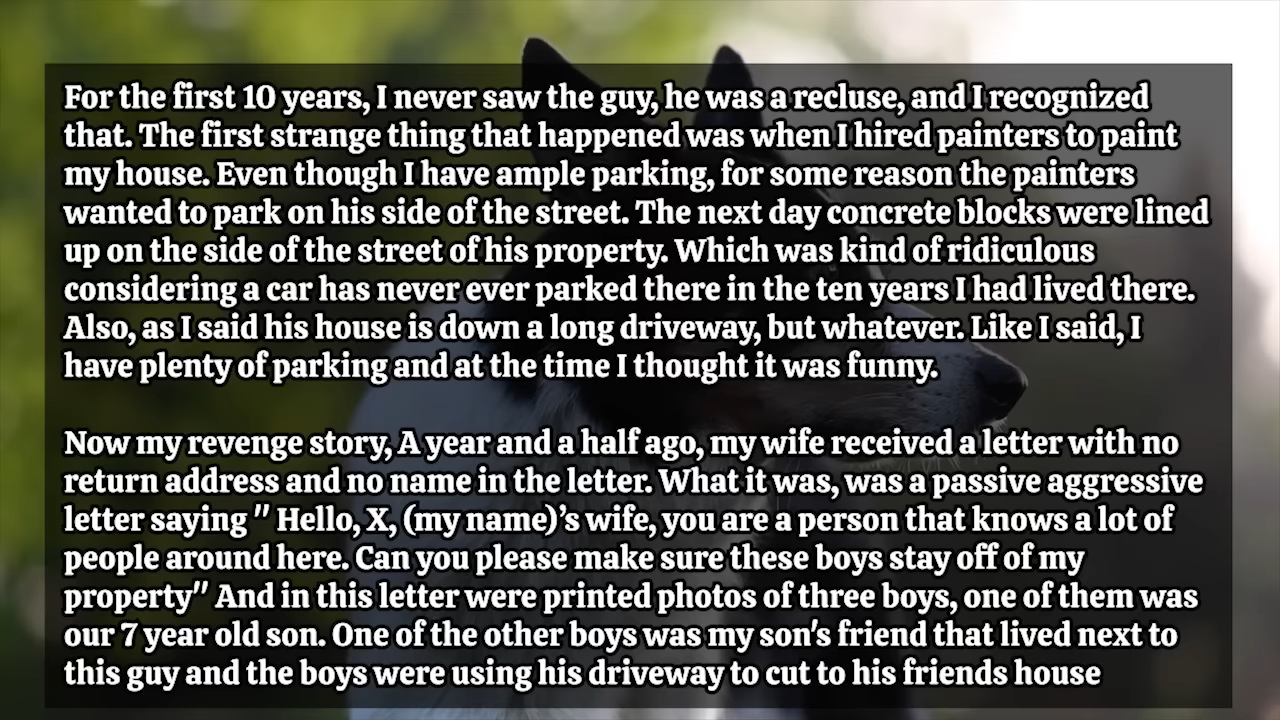 For the first 10 years, I never saw the guy, he was a recluse, and I recognized
that. The first strange thing that happened was when I hired painters to paint
my house. Even though I have ample parking, for some reason the painters
wanted to park on his side of the street. The next day concrete blocks were lined
up on the side of the street of his property. Which was kind of ridiculous
considering a car has never ever parked there in the ten years I had lived there.
Also, as I said his house is down a long driveway, but whatever. Like I said, I
have plenty of parking and at the time I thought it was funny.
Now my revenge story, A year and a half ago, my wife received a letter with no
return address and no name in the letter. What it was, was a passive aggressive
letter saying " Hello, X, (my name)’s wife, you are a person that knows a lot of
people around here. Can you please make sure these boys stay off of my
property" And in this letter were printed photos of three boys, one of them was
our 7 year old son. One of the other boys was my son's friend that lived next to
this guy and the boys were using his driveway to cut to his friends house